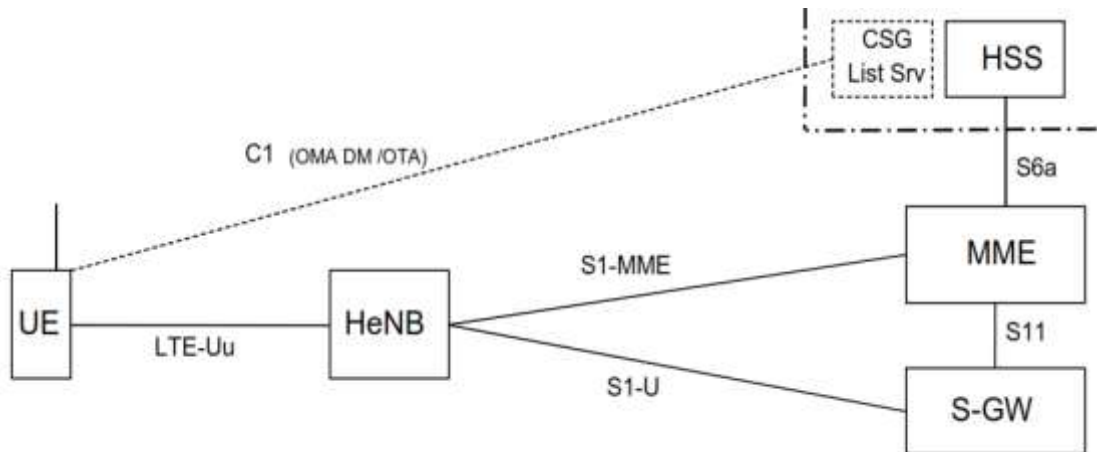 CSG
List Srv
HSS
C1 (OMA DM /OTA)
S6a
MME
S1-MME
UE
HeNB
LTE-Uu
S11
S1-U
S-GW